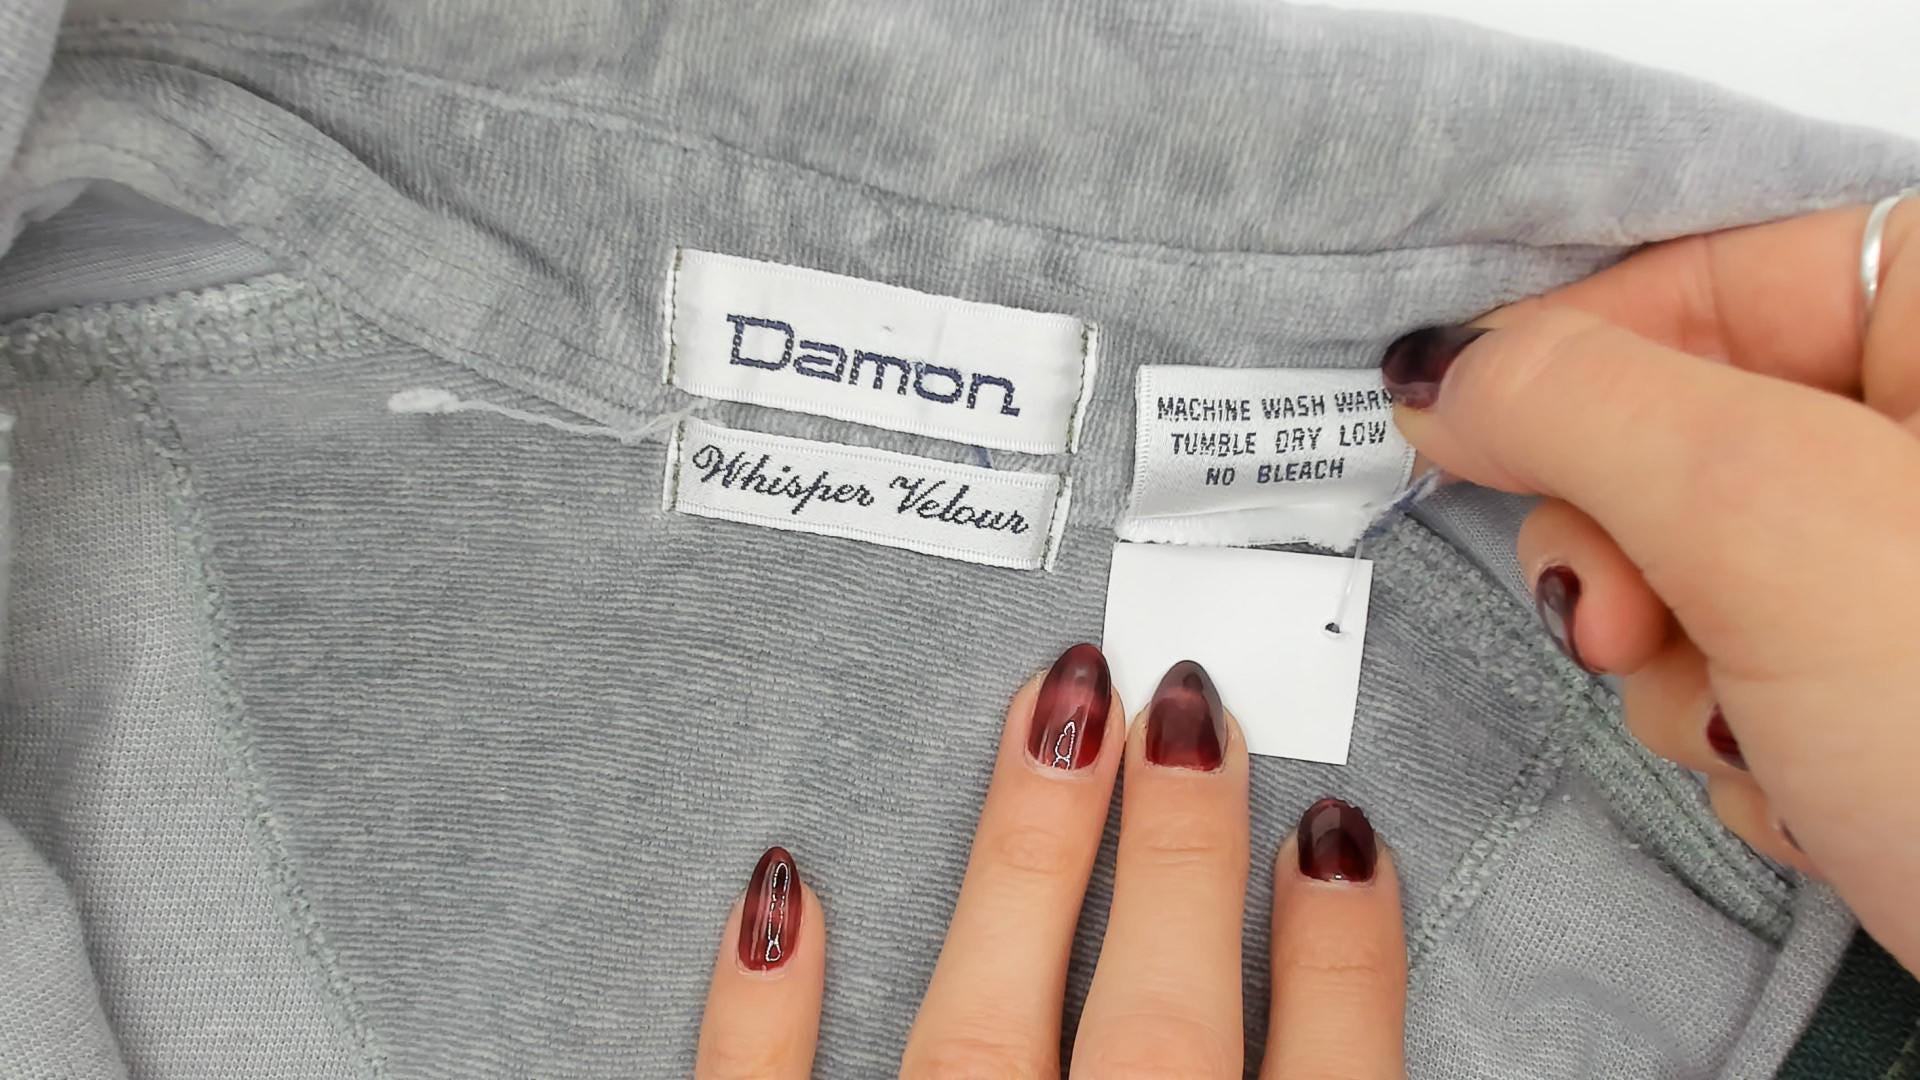 Damon
Whisper Velour
MACHINE WASH WARM
TUMBLE DRY LOW
NO BLEACH